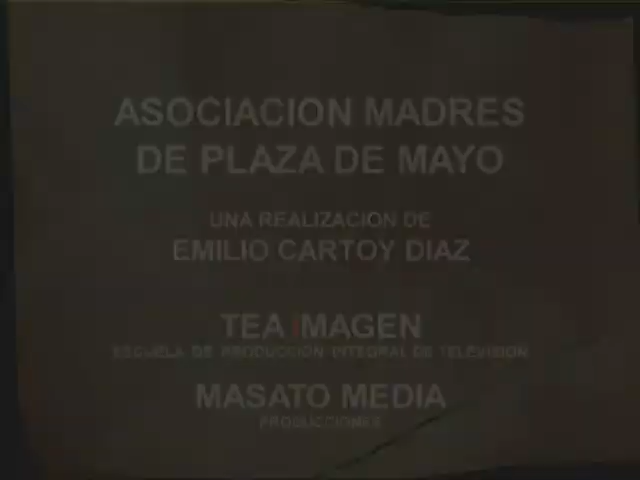 ASOCIACION MADRES
DE PLAZA DE MAYO
UNA REALIZACION DE
EMILIO CARTOY DIAZ
TEA IMAGEN
ESCUELA DE PRODUCCION INTEGRAL DE TELEVISION
MASATO MEDIA
PRODUCCIONES